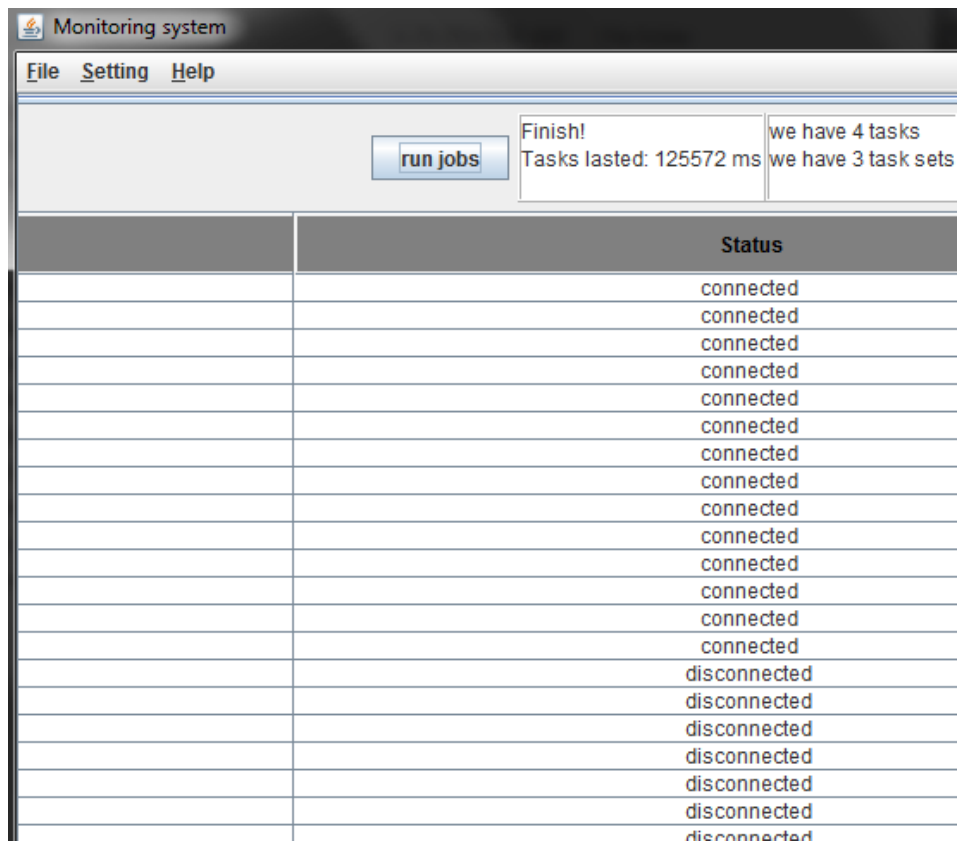 Monitoring system
File Setting Help
run jobs
Finish!
Tasks lasted: 125572 ms
we have 4 tasks
we have 3 task sets
Status
connected
connected
connected
connected
connected
connected
connected
connected
connected
connected
connected
connected
connected
connected
disconnected
disconnected
disconnected
disconnected
disconnected
disconnected
disconnected